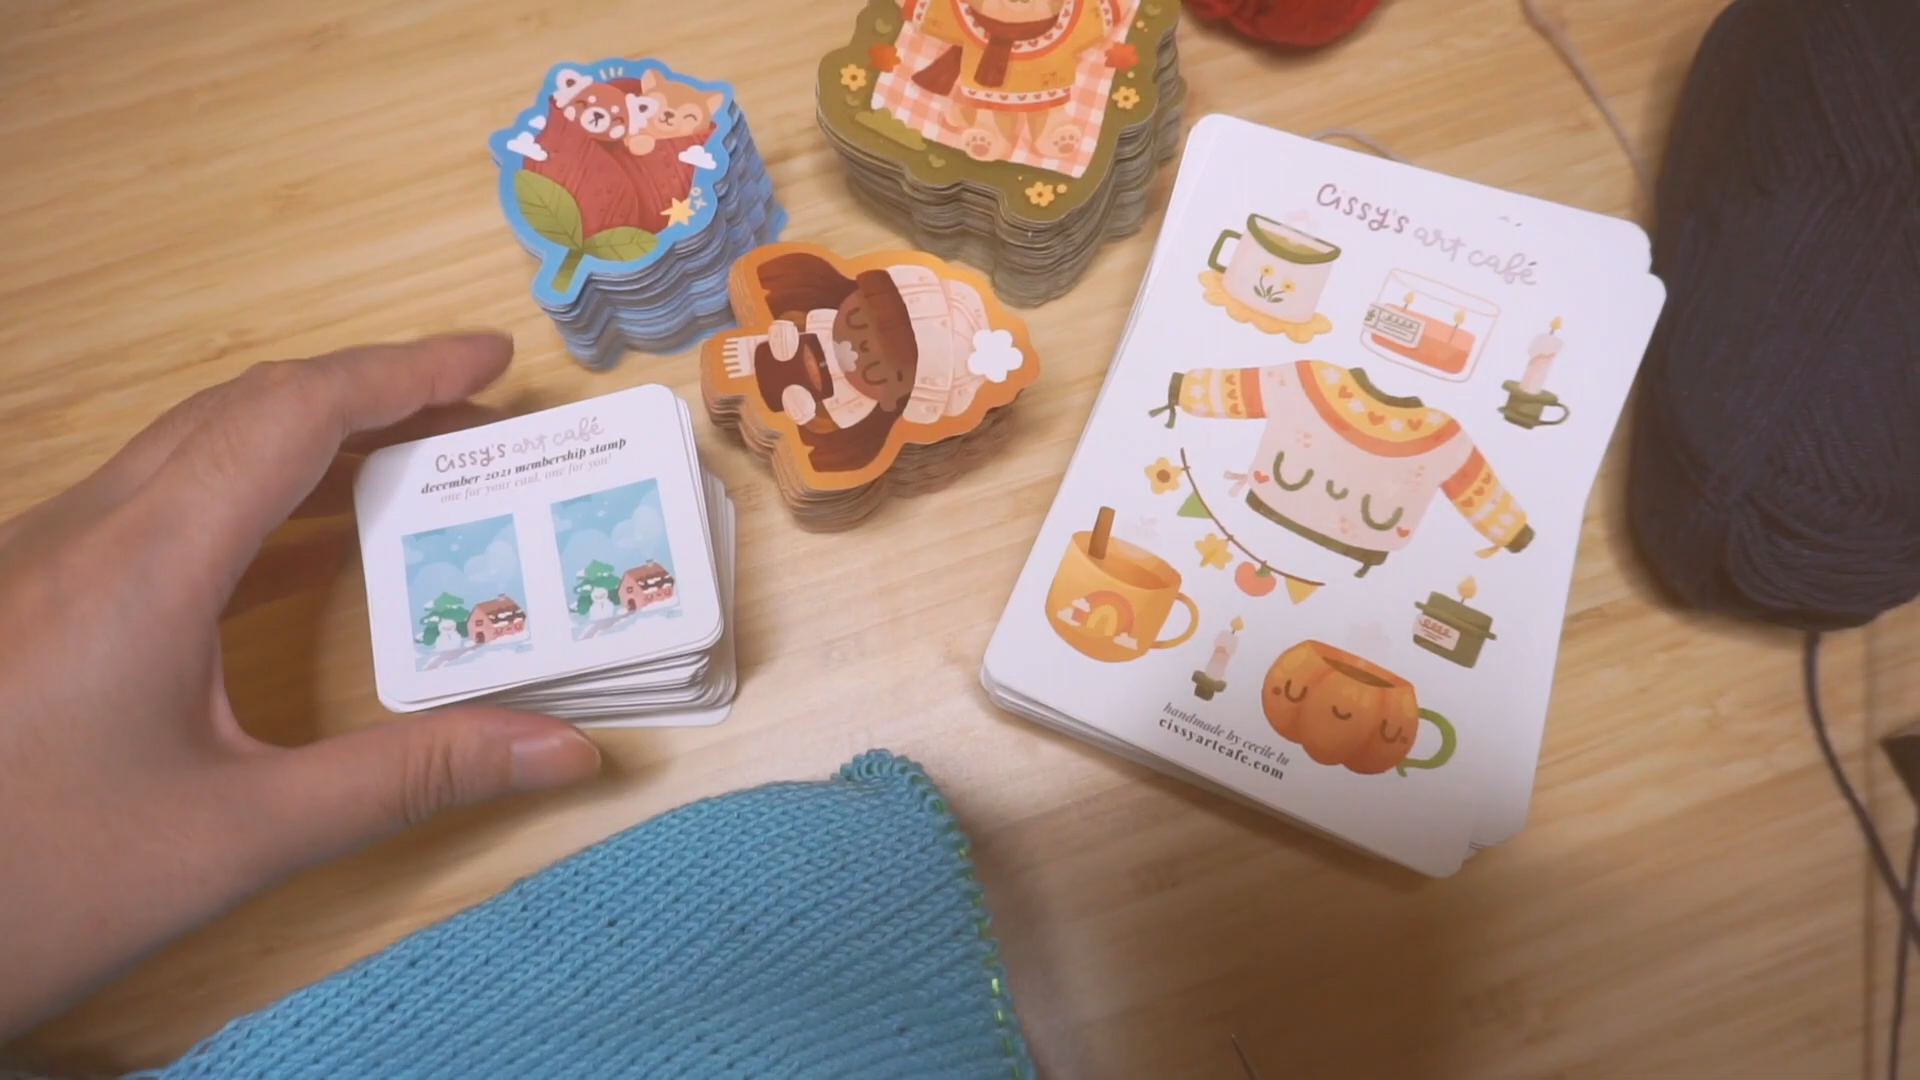 Cissy's art café
december 2021 membership stamp
one for your card, one for you!
Cissy's art café
handmade by cecile lu
cissyartcafe.com